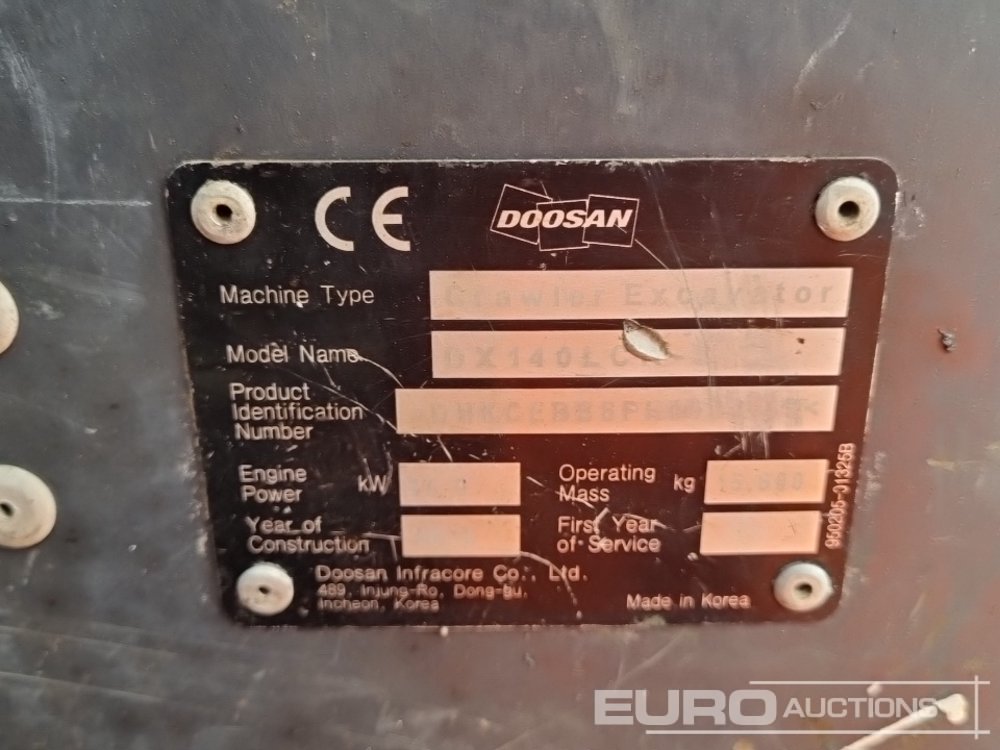 CE DOOSAN
Machine Type Crawler Excavator
Model Name DX140LC
Product
Identification
Number
Engine
Power kW
Operating
Mass kg
Year of
Construction
First Year
of Service
Doosan Infracore Co., Ltd.
489, Injung-Ro, Dong-gu,
Incheon, Korea
Made in Korea
950205-01325B
EURO AUCTIONS